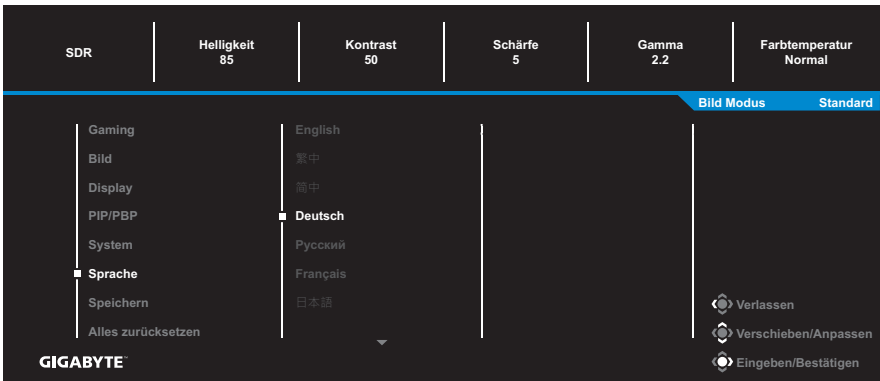 SDR
Helligkeit
85
Kontrast
50
Schärfe
5
Gamma
2.2
Farbtemperatur
Normal
Bild Modus Standard
Gaming
Bild
Display
PIP/PBP
System
Sprache
Speichern
Alles zurücksetzen
English
繁中
简中
Deutsch
Русский
Français
日本語
Verlassen
Verschieben/Anpassen
Eingeben/Bestätigen
GIGABYTE™